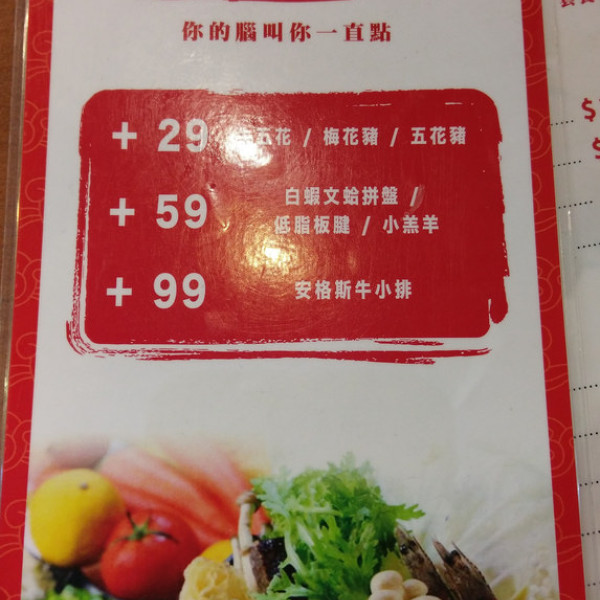 你的腦叫你一直點
+ 29 五花 / 梅花豬 / 五花豬
+ 59 白蝦文蛤拼盤 /
低脂板腱 / 小羔羊
+ 99 安格斯牛小排
$